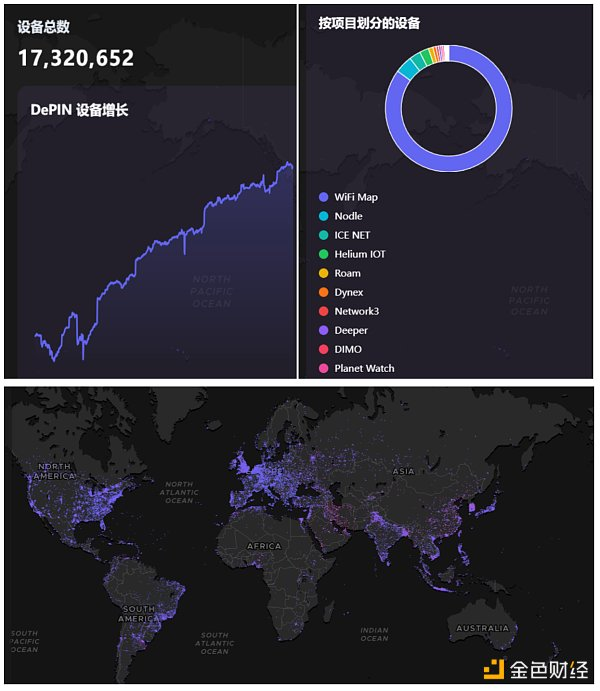 设备总数
17,320,652
DePIN 设备增长
NORTH
PACIFIC
OCEAN
按项目划分的设备
WiFi Map
Nodle
ICE NET
Helium IOT
Roam
Dynex
Network3
Deeper
DIMO
Planet Watch
NORTH
PACIFIC
OCEAN
NORTH
AMERICA
NORTH
ATLANTIC
OCEAN
ASIA
AFRICA
SOUTH
AMERICA
SOUTH
PACIFIC
OCEAN
SOUTH
ATLANTIC
OCEAN
INDIAN
OCEAN
AUSTRALIA
金色财经